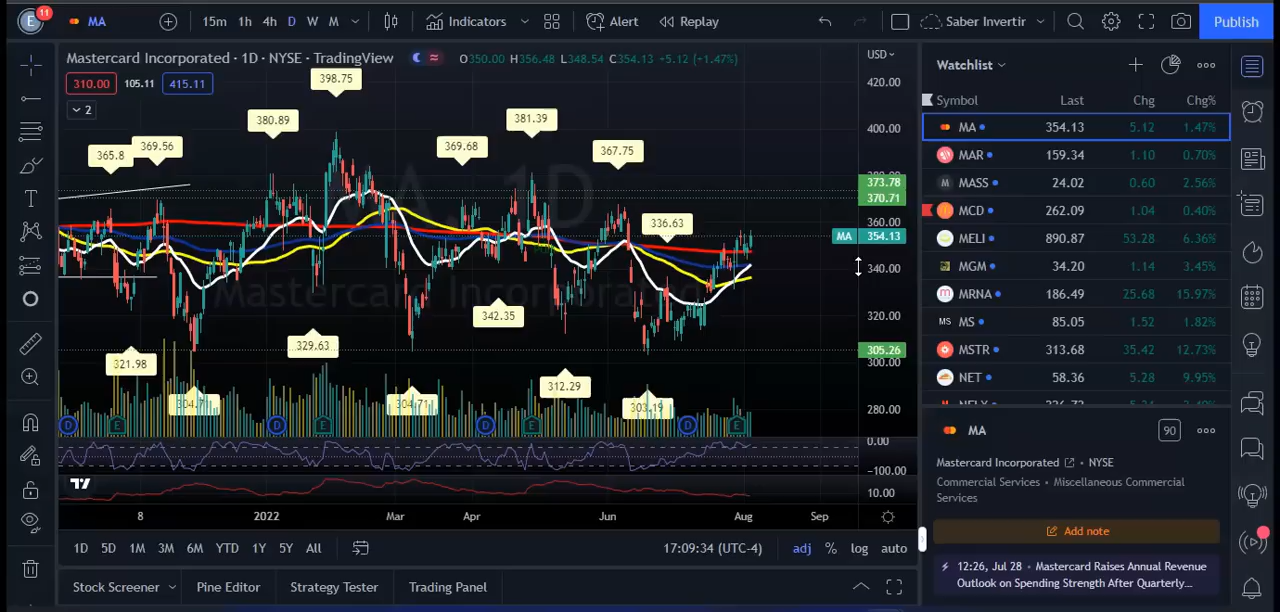 E 11 MA 15m 1h 4h D W M Indicators Alert Replay Saber Invertir Publish
Mastercard Incorporated · 1D · NYSE · TradingView O350.00 H356.48 L348.54 C354.13 +5.12 (+1.47%)
310.00 105.11 415.11
2
USD
420.00
400.00
373.78
370.71
360.00
MA 354.13
340.00
320.00
305.26
300.00
280.00
0.00
-100.00
10.00
398.75
380.89
381.39
369.56
365.8
369.68
367.75
336.63
342.35
329.63
321.98
312.29
304.71
303.19
MA, 1D
Mastercard Incorporated
D E D E D E D E
8 2022 Mar Apr Jun Aug Sep
1D 5D 1M 3M 6M YTD 1Y 5Y All 17:09:34 (UTC-4) adj % log auto
Stock Screener Pine Editor Strategy Tester Trading Panel
Watchlist
Symbol Last Chg Chg%
MA 354.13 5.12 1.47%
MAR 159.34 1.10 0.70%
MASS 24.02 0.60 2.56%
MCD 262.09 1.04 0.40%
MELI 890.87 53.28 6.36%
MGM 34.20 1.14 3.45%
MRNA 186.49 25.68 15.97%
MS MS 85.05 1.52 1.82%
MSTR 313.68 35.42 12.73%
NET 58.36 5.28 9.95%
MA 90
Mastercard Incorporated · NYSE
Commercial Services · Miscellaneous Commercial
Services
Add note
12:26, Jul 28 · Mastercard Raises Annual Revenue
Outlook on Spending Strength After Quarterly...